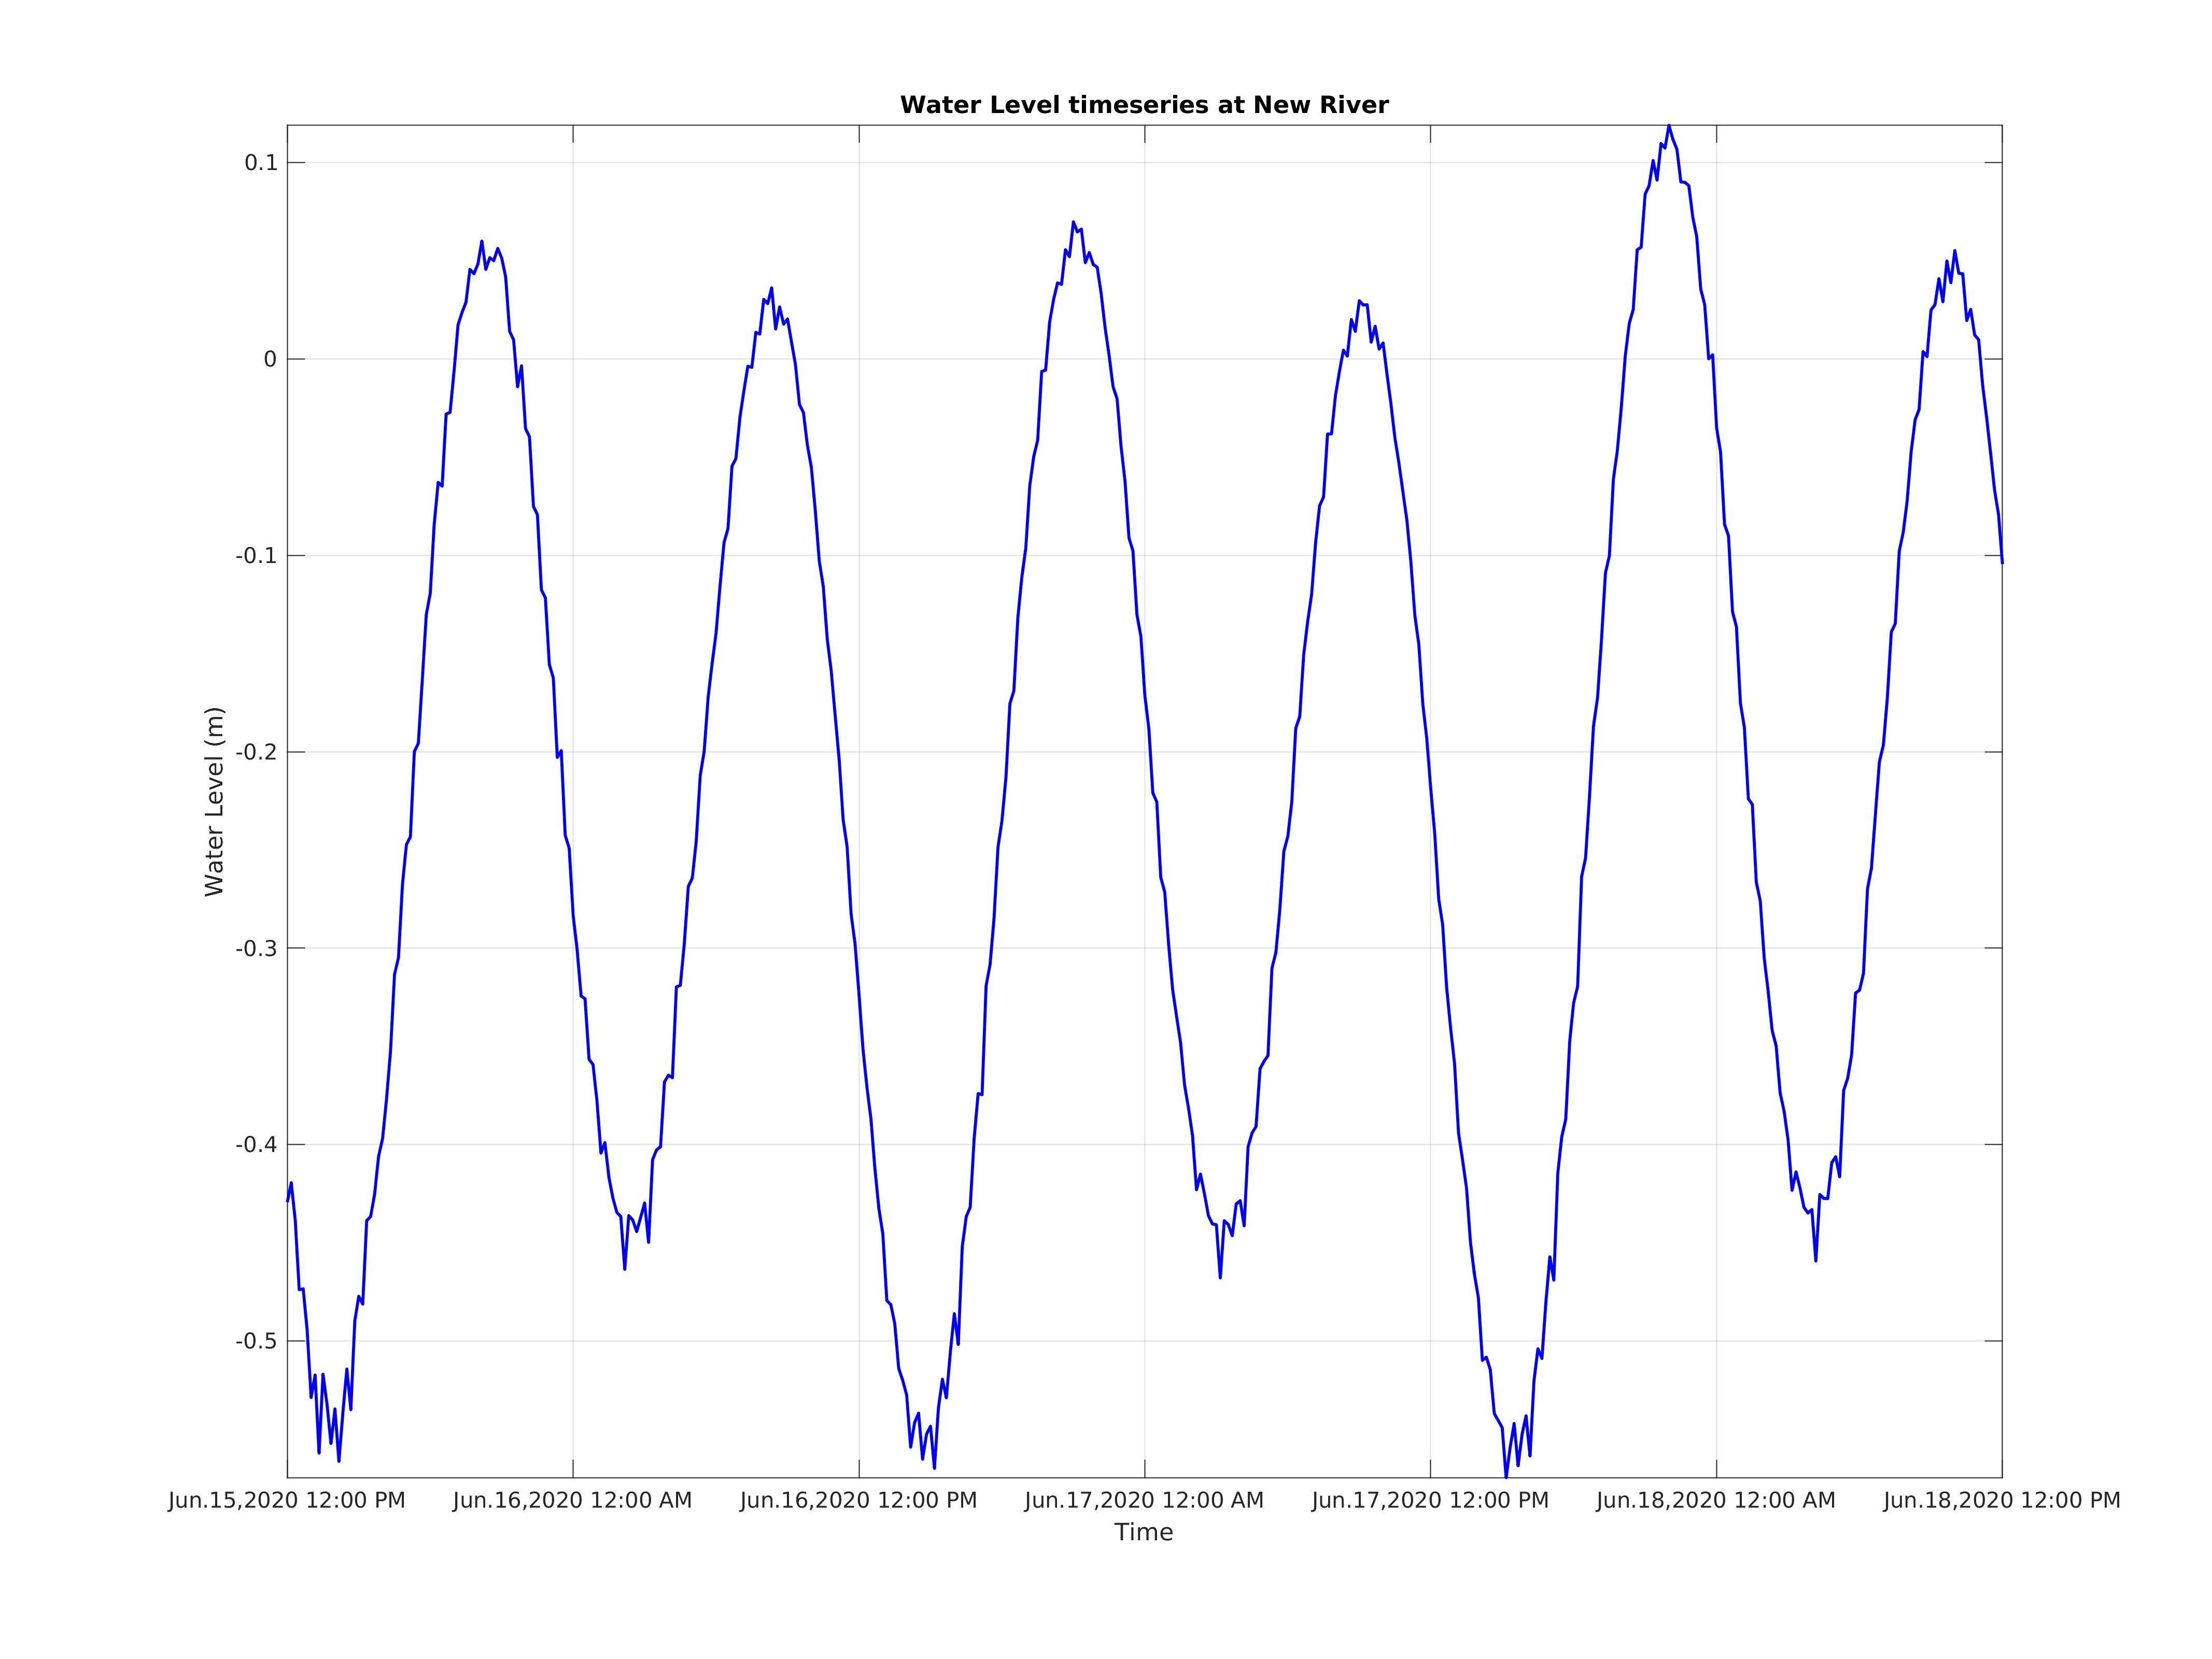 Water Level timeseries at New River
0.1
0
-0.1
-0.2
-0.3
-0.4
-0.5
Water Level (m)
Jun.15,2020 12:00 PM Jun.16,2020 12:00 AM Jun.16,2020 12:00 PM Jun.17,2020 12:00 AM Jun.17,2020 12:00 PM Jun.18,2020 12:00 AM Jun.18,2020 12:00 PM
Time